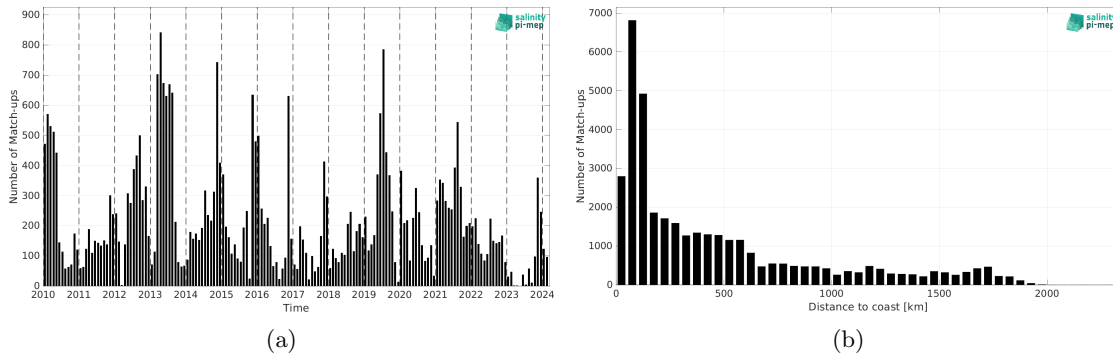 900
800
700
600
500
400
300
200
100
0
Number of Match-ups
2010 2011 2012 2013 2014 2015 2016 2017 2018 2019 2020 2021 2022 2023 2024
Time
salinity
pi-mep
(a)
7000
6000
5000
4000
3000
2000
1000
0
Number of Match-ups
0 500 1000 1500 2000
Distance to coast [km]
salinity
pi-mep
(b)